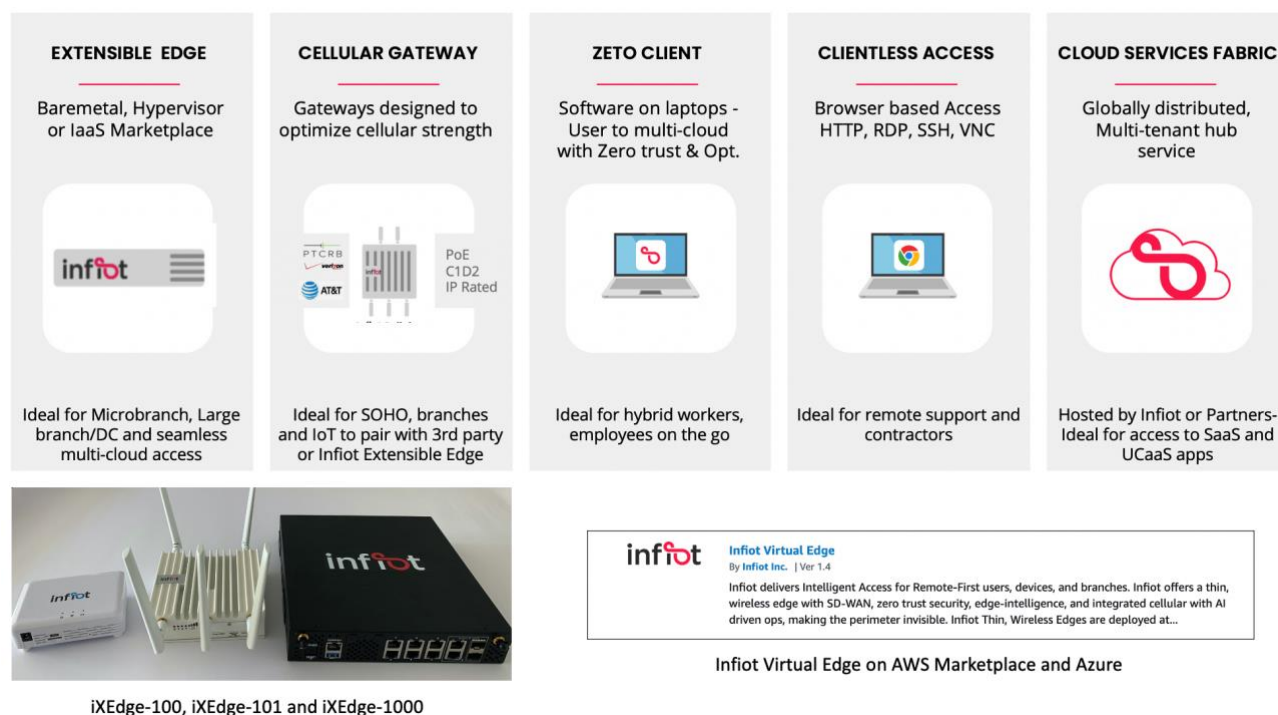 EXTENSIBLE EDGE
Baremetal, Hypervisor
or IaaS Marketplace
infiot
Ideal for Microbranch, Large
branch/DC and seamless
multi-cloud access
CELLULAR GATEWAY
Gateways designed to
optimize cellular strength
PTCRB
verizon
AT&T
infiot
PoE
C1D2
IP Rated
Ideal for SOHO, branches
and IoT to pair with 3rd party
or Infiot Extensible Edge
ZETO CLIENT
Software on laptops -
User to multi-cloud
with Zero trust & Opt.
Ideal for hybrid workers,
employees on the go
CLIENTLESS ACCESS
Browser based Access
HTTP, RDP, SSH, VNC
Ideal for remote support and
contractors
CLOUD SERVICES FABRIC
Globally distributed,
Multi-tenant hub
service
Hosted by Infiot or Partners-
Ideal for access to SaaS and
UCaaS apps
infiot
infiot
infiot
iXEdge-100, iXEdge-101 and iXEdge-1000
infiot
Infiot Virtual Edge
By Infiot Inc. | Ver 1.4
Infiot delivers Intelligent Access for Remote-First users, devices, and branches. Infiot offers a thin,
wireless edge with SD-WAN, zero trust security, edge-intelligence, and integrated cellular with AI
driven ops, making the perimeter invisible. Infiot Thin, Wireless Edges are deployed at...
Infiot Virtual Edge on AWS Marketplace and Azure